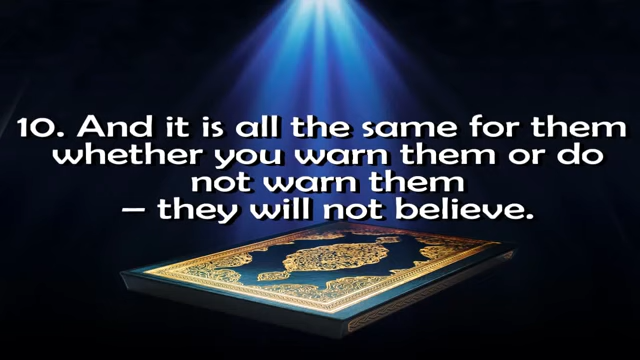 10. And it is all the same for them
whether you warn them or do
not warn them
– they will not believe.